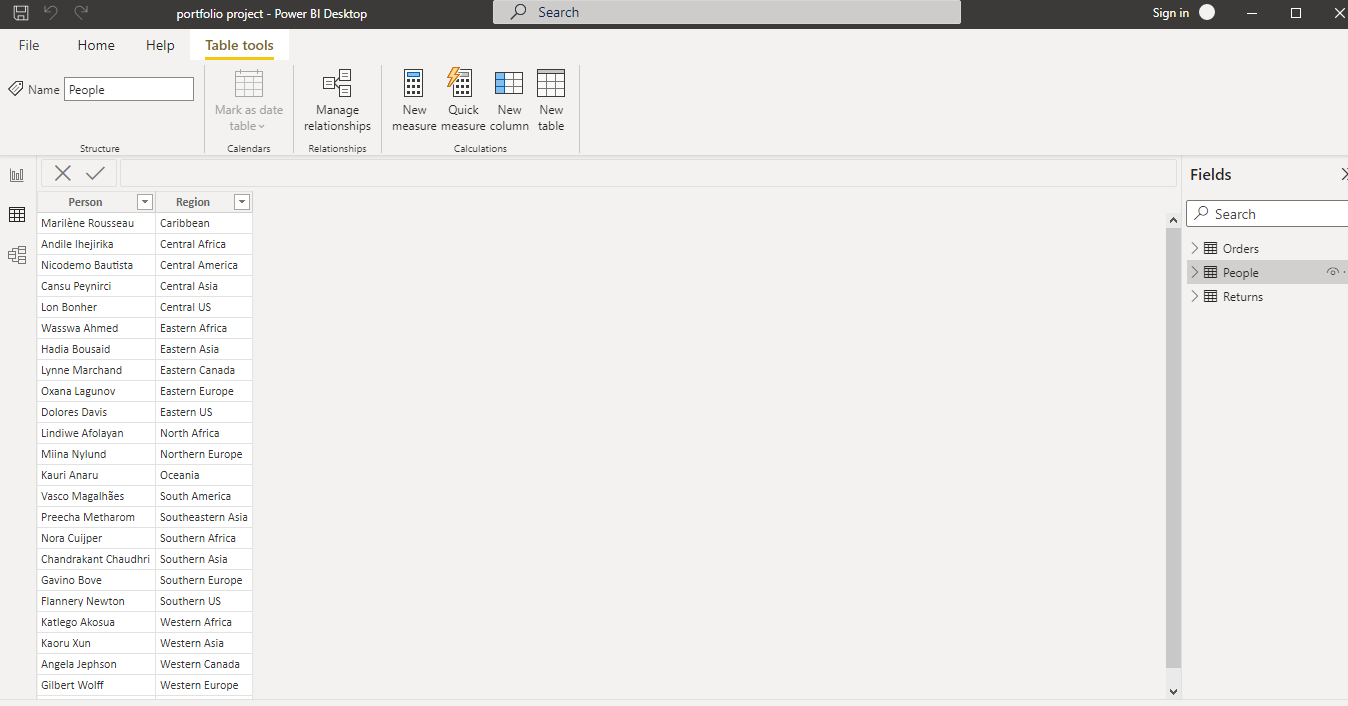 portfolio project - Power BI Desktop
Search
Sign in
File
Home
Help
Table tools
Name
People
Mark as date
table
New
measure
Quick
measure
New
column
New
table
Manage
relationships
Structure
Calendars
Relationships
Calculations
Person
Region
Marilène Rousseau
Caribbean
Andile Ihejirika
Central Africa
Nicodemo Bautista
Central America
Cansu Peynirci
Central Asia
Lon Bonher
Central US
Wasswa Ahmed
Eastern Africa
Hadia Bousaid
Eastern Asia
Lynne Marchand
Eastern Canada
Oxana Lagunov
Eastern Europe
Dolores Davis
Eastern US
Lindiwe Afolayan
North Africa
Miina Nylund
Northern Europe
Kauri Anaru
Oceania
Vasco Magalhães
South America
Preecha Metharom
Southeastern Asia
Nora Cuijper
Southern Africa
Chandrakant Chaudhri
Southern Asia
Gavino Bove
Southern Europe
Flannery Newton
Southern US
Katlego Akosua
Western Africa
Kaoru Xun
Western Asia
Angela Jephson
Western Canada
Gilbert Wolff
Western Europe
Fields
Search
Orders
People
Returns